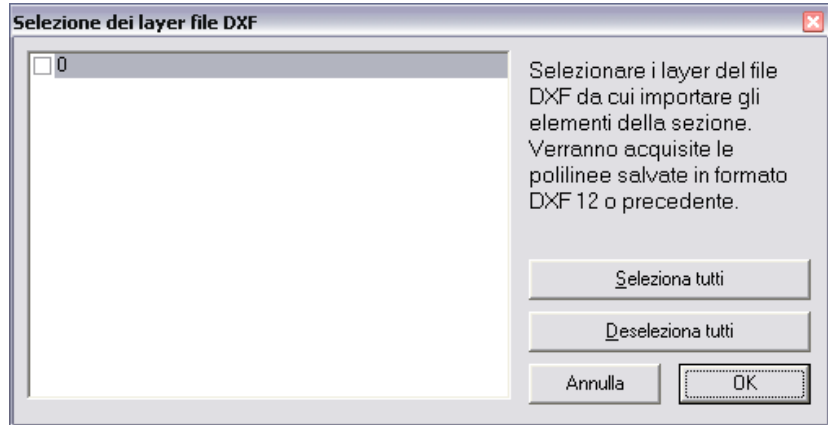 Selezione dei layer file DXF
0
Selezionare i layer del file
DXF da cui importare gli
elementi della sezione.
Verranno acquisite le
polilinee salvate in formato
DXF 12 o precedente.
Seleziona tutti
Deseleziona tutti
Annulla
OK